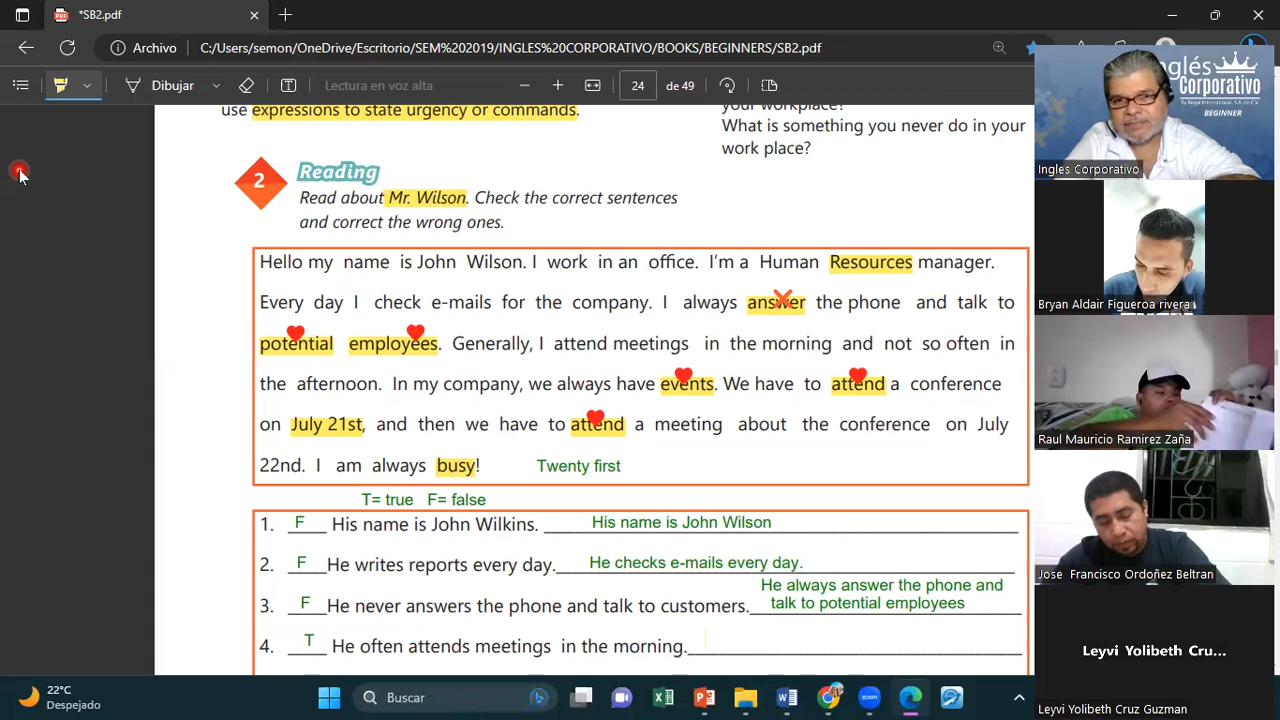 *SB2.pdf
Archivo
C:/Users/semon/OneDrive/Escritorio/SEM%202019/INGLES%20CORPORATIVO/BOOKS/BEGINNERS/SB2.pdf
Dibujar
Lectura en voz alta
24 de 49
use expressions to state urgency or commands.
your workplace?
What is something you never do in your
work place?
2
Reading
Read about Mr. Wilson. Check the correct sentences
and correct the wrong ones.
Hello my name is John Wilson. I work in an office. I'm a Human Resources manager.
Every day I check e-mails for the company. I always answer the phone and talk to
potential employees. Generally, I attend meetings in the morning and not so often in
the afternoon. In my company, we always have events. We have to attend a conference
on July 21st, and then we have to attend a meeting about the conference on July
22nd. I am always busy!
Twenty first
T= true F= false
1. F His name is John Wilkins. His name is John Wilson
2. F He writes reports every day. He checks e-mails every day.
3. F He never answers the phone and talk to customers. He always answer the phone and
talk to potential employees
4. T He often attends meetings in the morning.
Inglés
Corporativo
Tu Regal International, S.A. de C.V.
BEGINNER
Ingles Corporativo
Bryan Aldair Figueroa rivera
Raul Mauricio Ramirez Zaña
Jose Francisco Ordoñez Beltran
Leyvi Yolibeth Cru...
Leyvi Yolibeth Cruz Guzman
22°C
Despejado
Buscar
zoom